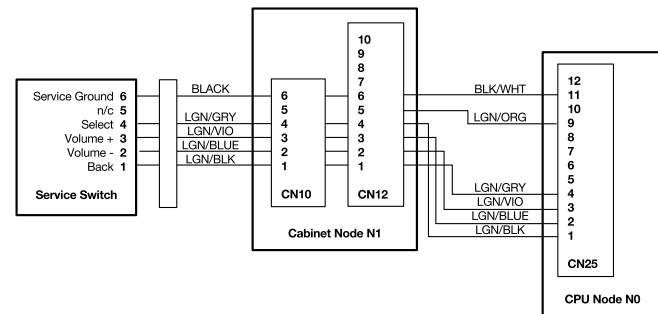 Service Ground 6
n/c 5
Select 4
Volume + 3
Volume - 2
Back 1
Service Switch
BLACK
LGN/GRY
LGN/VIO
LGN/BLUE
LGN/BLK
6
5
4
3
2
1
CN10
10
9
8
7
6
5
4
3
2
1
CN12
Cabinet Node N1
BLK/WHT
LGN/ORG
LGN/GRY
LGN/VIO
LGN/BLUE
LGN/BLK
12
11
10
9
8
7
6
5
4
3
2
1
CN25
CPU Node N0